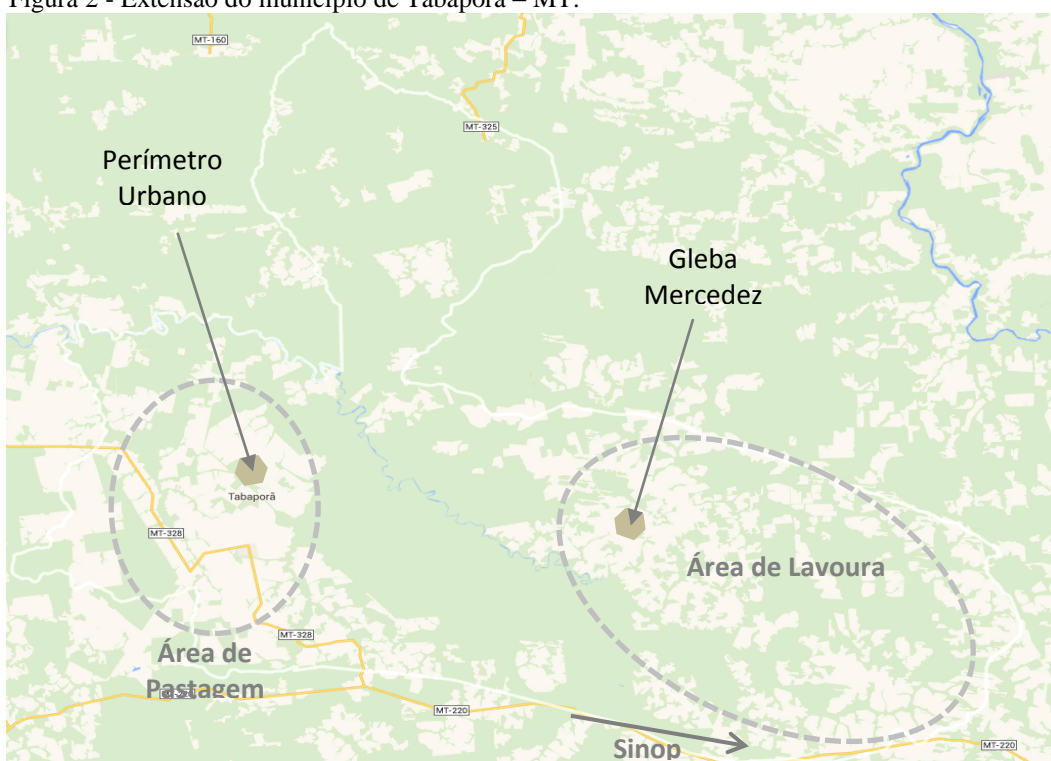 Figura 2 - Extensão do município de Tabaporã – MT.
MT-160
MT-325
Perímetro
Urbano
Gleba
Mercedez
Tabaporã
MT-328
Área de Lavoura
MT-328
Área de
Pastagem
MT-220
Sinop
MT-220